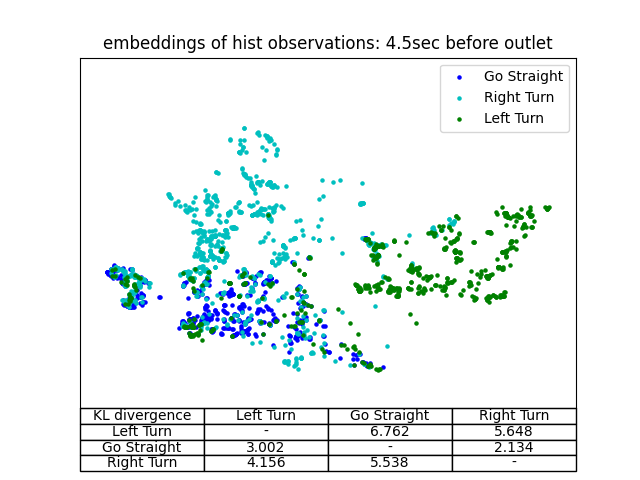 embeddings of hist observations: 4.5sec before outlet
Go Straight
Right Turn
Left Turn
KL divergence Left Turn Go Straight Right Turn
Left Turn - 6.762 5.648
Go Straight 3.002 - 2.134
Right Turn 4.156 5.538 -